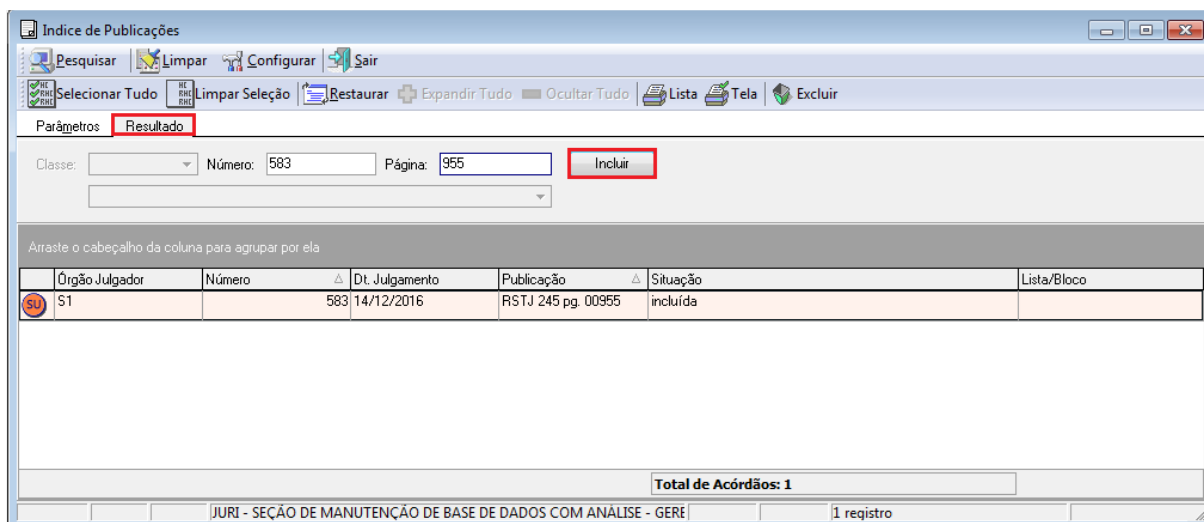 Indice de Publicações
Pesquisar Limpar Configurar Sair
Selecionar Tudo Limpar Seleção Restaurar Expandir Tudo Ocultar Tudo Lista Tela Excluir
Parâmetros Resultado
Classe: Número: 583 Página: 955 Incluir
Arraste o cabeçalho da coluna para agrupar por ela
Órgão Julgador Número Dt. Julgamento Publicação Situação Lista/Bloco
SU S1 583 14/12/2016 RSTJ 245 pg. 00955 incluída
Total de Acórdãos: 1
JURI - SEÇÃO DE MANUTENÇÃO DE BASE DE DADOS COM ANÁLISE - GERE 1 registro